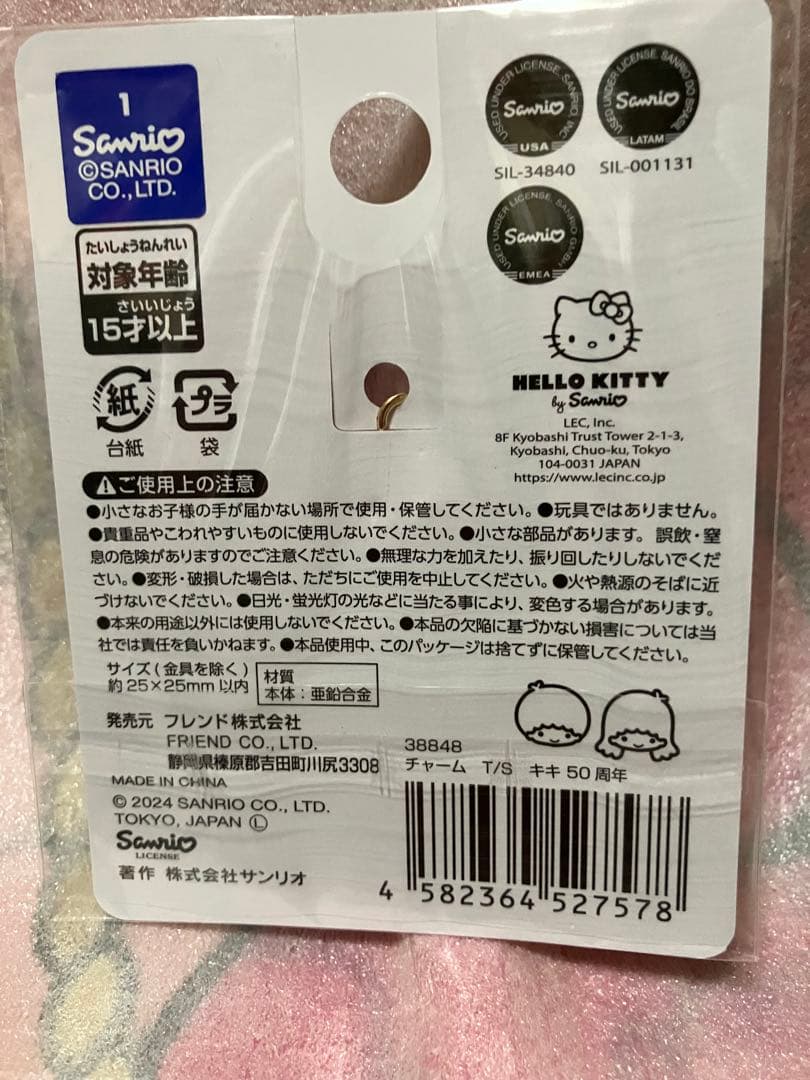 1
Sanrio
©SANRIO
CO.,LTD.
たいしょうねんれい
対象年齢
さいいじょう
15才以上
紙
台紙
プラ
袋
USED UNDER LICENSE, SANRIO, INC
Sanrio
USA
SIL-34840
USED UNDER LICENSE, SANRIO DO BRASIL
Sanrio
LATAM
SIL-001131
USED UNDER LICENSE, SANRIO GMBH
Sanrio
EMEA
HELLO KITTY
by Sanrio
LEC, Inc.
8F Kyobashi Trust Tower 2-1-3,
Kyobashi, Chuo-ku, Tokyo
104-0031 JAPAN
https://www.lecinc.co.jp
ご使用上の注意
●小さなお子様の手が届かない場所で使用・保管してください。●玩具ではありません。
●貴重品やこわれやすいものに使用しないでください。●小さな部品があります。誤飲・窒
息の危険がありますのでご注意ください。●無理な力を加えたり、振り回したりしないでくだ
さい。●変形・破損した場合は、ただちにご使用を中止してください。●火や熱源のそばに近
づけないでください。●日光・蛍光灯の光などに当たる事により、変色する場合があります。
●本来の用途以外には使用しないでください。●本品の欠陥に基づかない損害については当
社では責任を負いかねます。●本品使用中、このパッケージは捨てずに保管してください。
サイズ(金具を除く)
約25×25mm以内
材質
本体:亜鉛合金
発売元 フレンド株式会社
FRIEND CO., LTD.
静岡県榛原郡吉田町川尻3308
MADE IN CHINA
© 2024 SANRIO CO., LTD.
TOKYO, JAPAN Ⓛ
Sanrio
LICENSE
著作 株式会社サンリオ
38848
チャーム T/S キキ 50周年
4 582364 527578